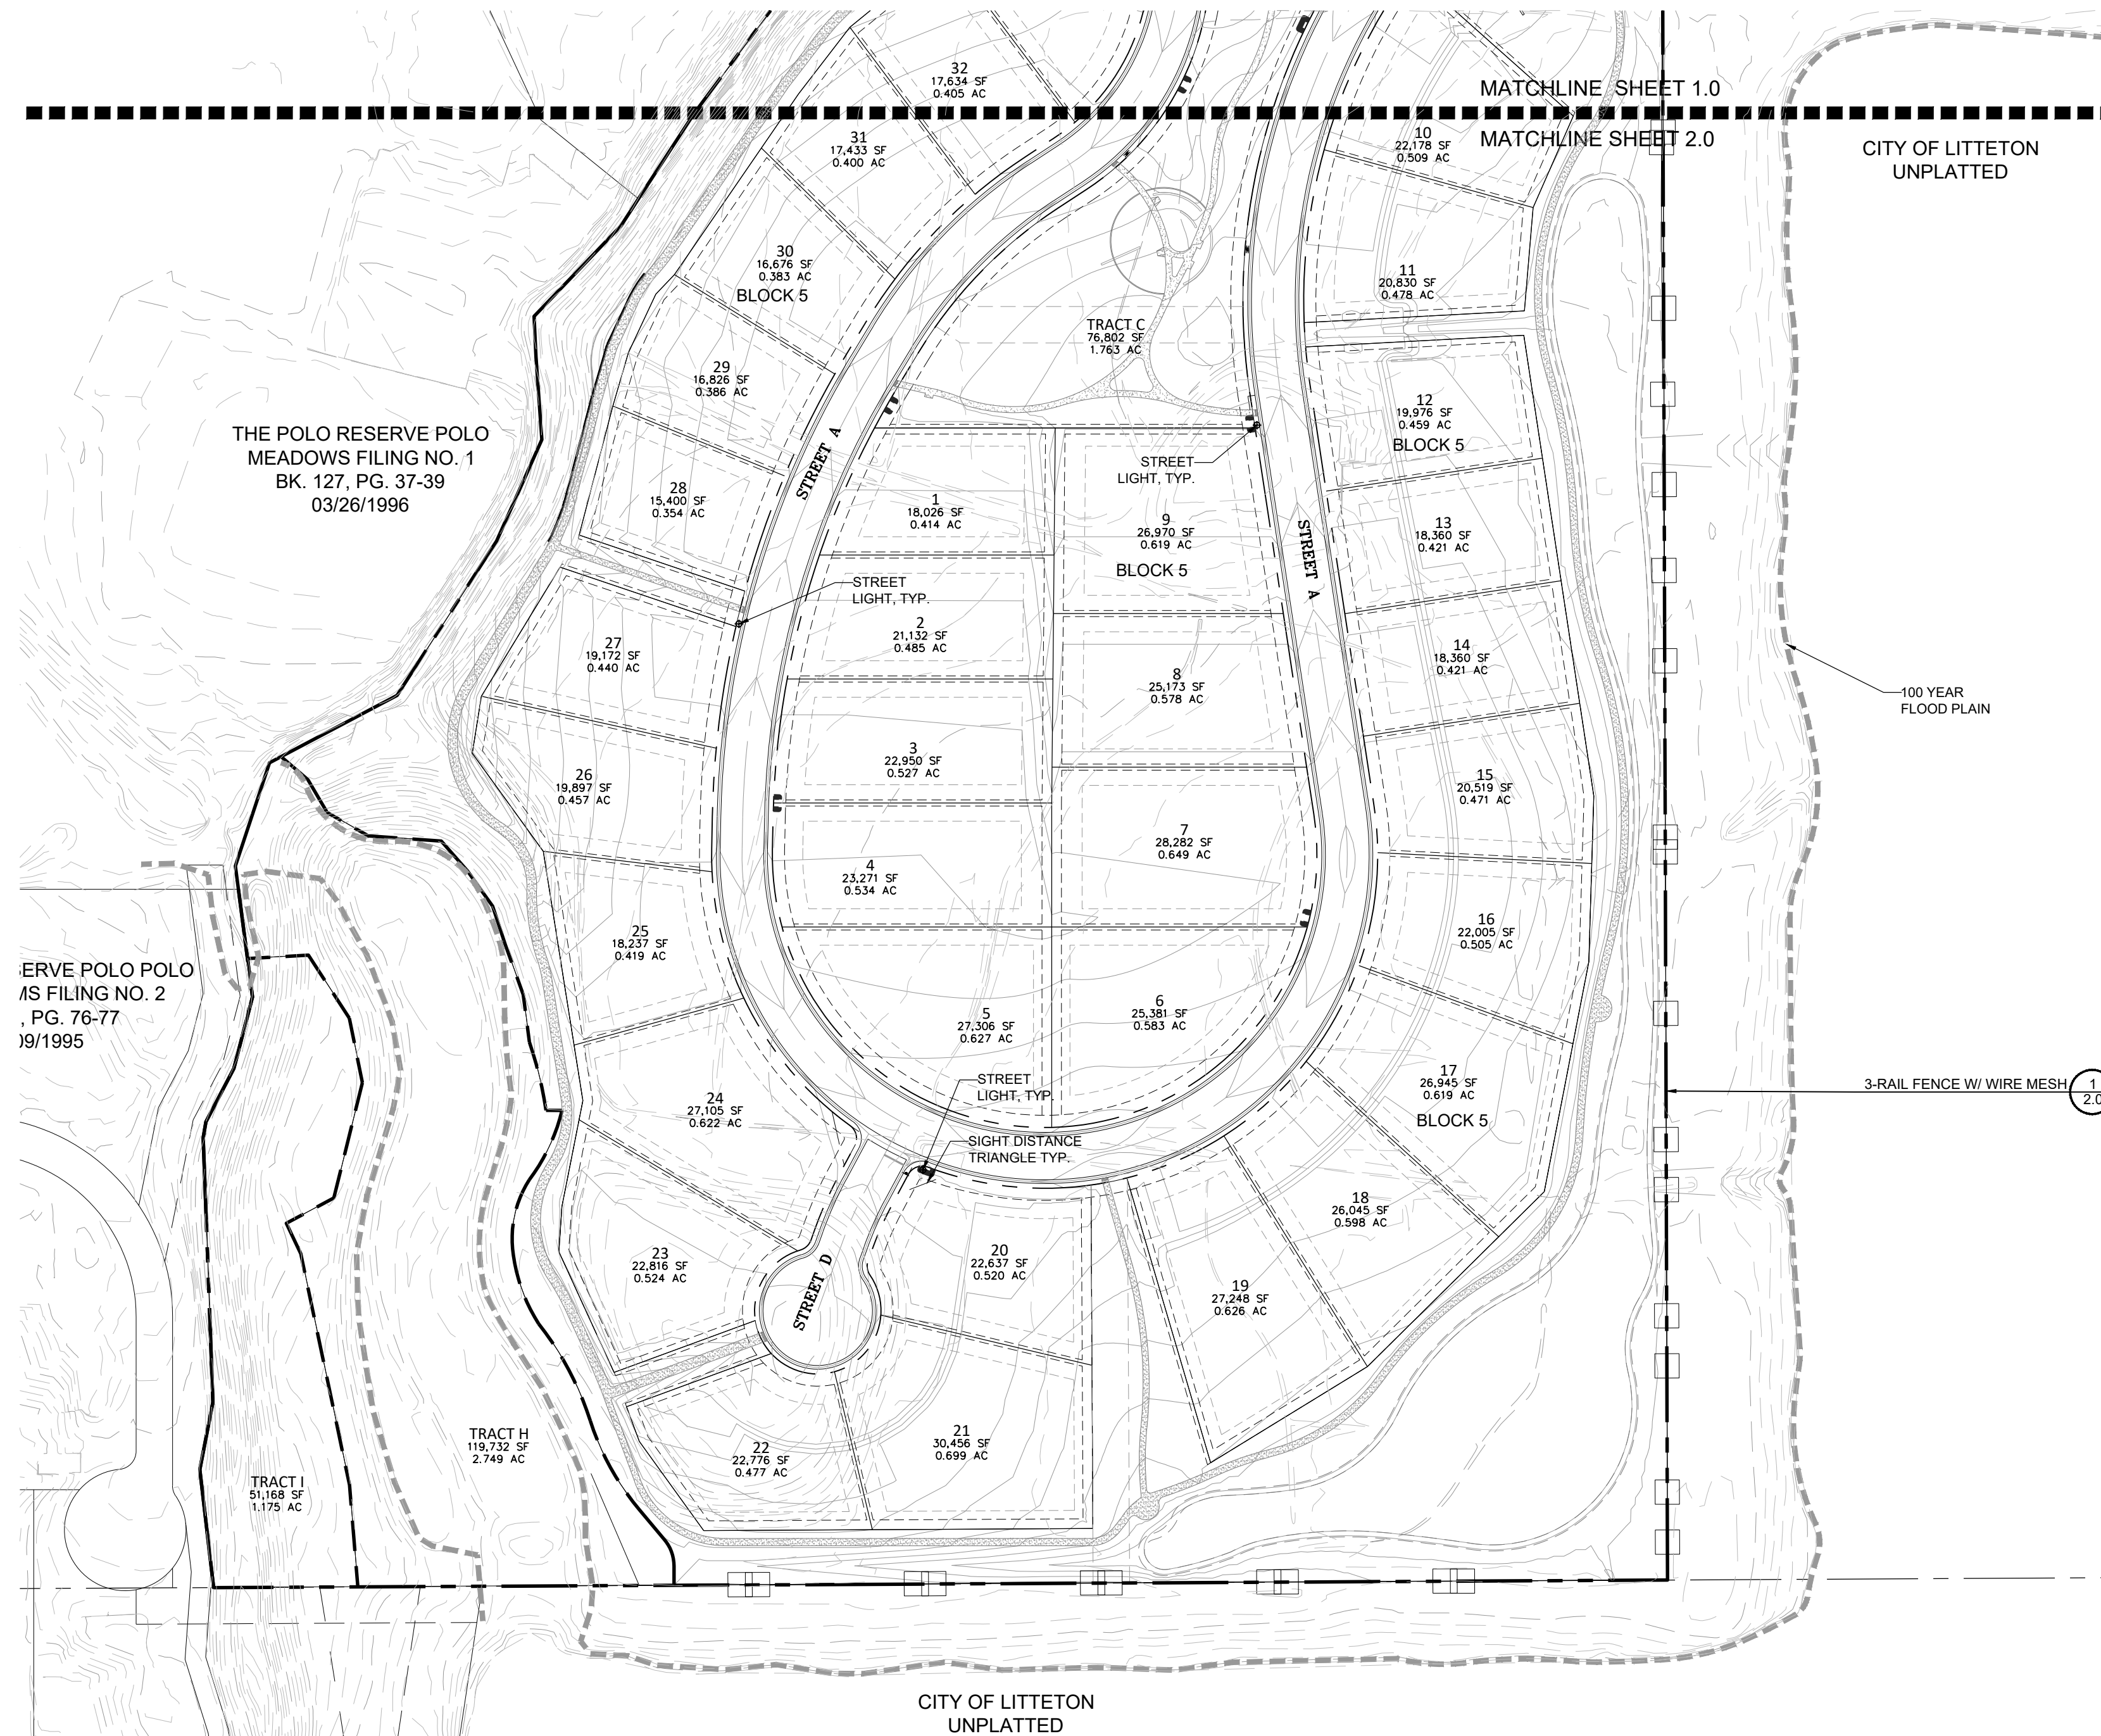 32
17,634 SF
0.405 AC
MATCHLINE SHEET 1.0
MATCHLINE SHEET 2.0
CITY OF LITTETON
UNPLATTED
31
17,433 SF
0.400 AC
10
22,178 SF
0.509 AC
30
16,676 SF
0.383 AC
BLOCK 5
11
20,830 SF
0.478 AC
TRACT C
76,802 SF
1.763 AC
29
16,826 SF
0.386 AC
12
19,976 SF
0.459 AC
BLOCK 5
THE POLO RESERVE POLO
MEADOWS FILING NO. 1
BK. 127, PG. 37-39
03/26/1996
STREET A
STREET
LIGHT, TYP.
28
15,400 SF
0.354 AC
1
18,026 SF
0.414 AC
9
26,970 SF
0.619 AC
BLOCK 5
STREET A
13
18,360 SF
0.421 AC
STREET
LIGHT, TYP.
27
19,172 SF
0.440 AC
2
21,132 SF
0.485 AC
8
25,173 SF
0.578 AC
14
18,360 SF
0.421 AC
100 YEAR
FLOOD PLAIN
26
19,897 SF
0.457 AC
3
22,950 SF
0.527 AC
15
20,519 SF
0.471 AC
7
28,282 SF
0.649 AC
4
23,271 SF
0.534 AC
25
18,237 SF
0.419 AC
16
22,005 SF
0.505 AC
ERVE POLO POLO
MS FILING NO. 2
, PG. 76-77
09/1995
5
27,306 SF
0.627 AC
6
25,381 SF
0.583 AC
17
26,945 SF
0.619 AC
BLOCK 5
3-RAIL FENCE W/ WIRE MESH
1
2.0
STREET
LIGHT, TYP.
24
27,105 SF
0.622 AC
SIGHT DISTANCE
TRIANGLE TYP.
18
26,045 SF
0.598 AC
23
22,816 SF
0.524 AC
STREET D
20
22,637 SF
0.520 AC
19
27,248 SF
0.626 AC
TRACT H
119,732 SF
2.749 AC
22
22,776 SF
0.477 AC
21
30,456 SF
0.699 AC
TRACT I
51,168 SF
1.175 AC
CITY OF LITTETON
UNPLATTED